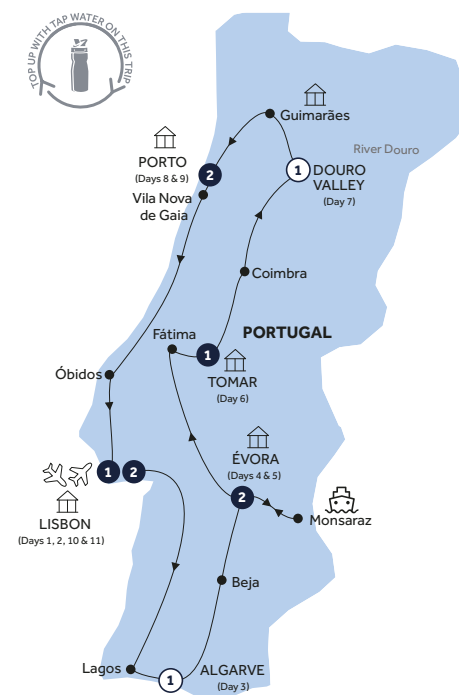 TOP UP WITH TAP WATER ON THIS TRIP
Guimarães
River Douro
PORTO
(Days 8 & 9)
2
1
DOURO
VALLEY
(Day 7)
Vila Nova
de Gaia
Coimbra
PORTUGAL
Fátima
1
TOMAR
(Day 6)
Óbidos
ÉVORA
(Days 4 & 5)
1
2
2
LISBON
(Days 1, 2, 10 & 11)
Monsaraz
Beja
Lagos
1
ALGARVE
(Day 3)